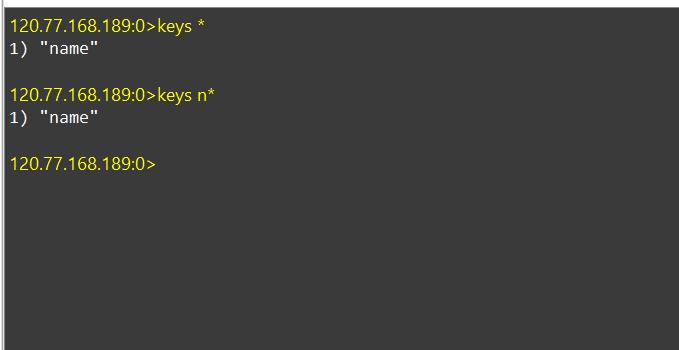 120.77.168.189:0>keys *
1) "name"
120.77.168.189:0>keys n*
1) "name"
120.77.168.189:0>